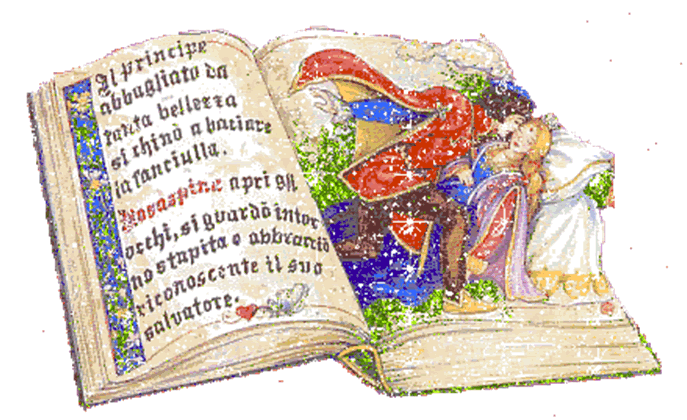 Il principe
abbagliato da
tanta bellezza
si chinò a baciare
la fanciulla.
Rosaspina aprì gli
occhi, si guardò intor
no stupita e abbracciò
riconoscente il suo
salvatore.